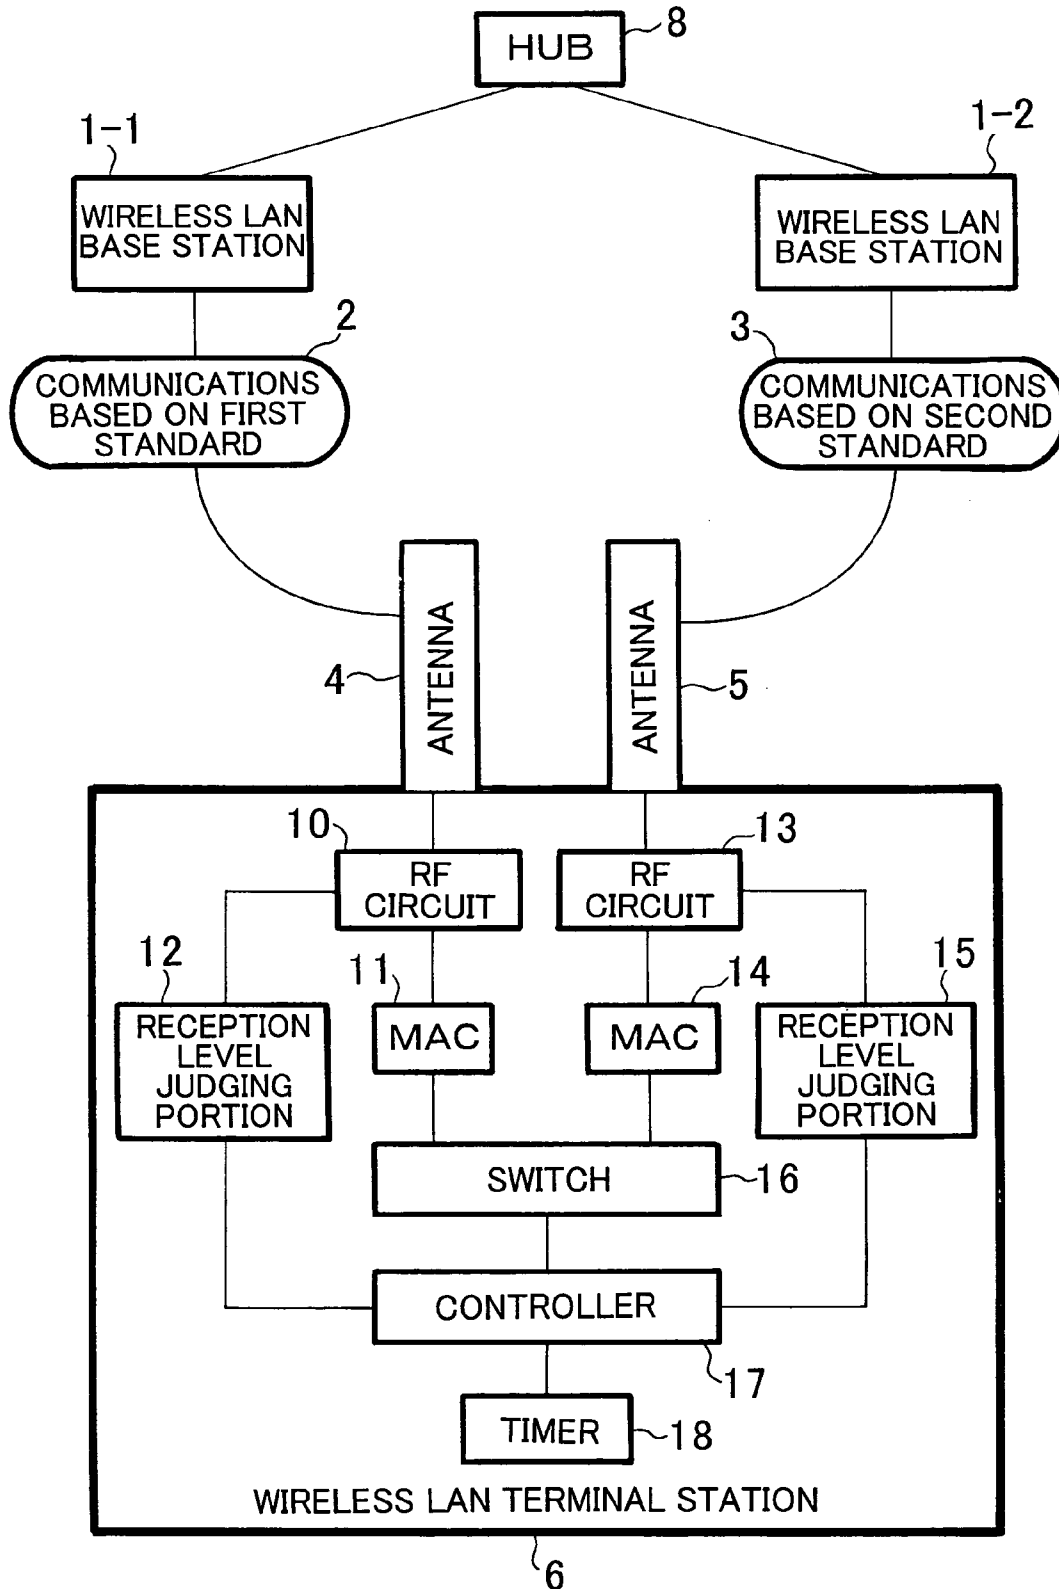 HUB
8
1-1
1-2
WIRELESS LAN
BASE STATION
WIRELESS LAN
BASE STATION
2
3
COMMUNICATIONS
BASED ON FIRST
STANDARD
COMMUNICATIONS
BASED ON SECOND
STANDARD
ANTENNA
4
ANTENNA
5
10
13
RF
CIRCUIT
RF
CIRCUIT
12
11
14
15
RECEPTION
LEVEL
JUDGING
PORTION
MAC
MAC
RECEPTION
LEVEL
JUDGING
PORTION
SWITCH
16
CONTROLLER
17
TIMER
18
WIRELESS LAN TERMINAL STATION
6